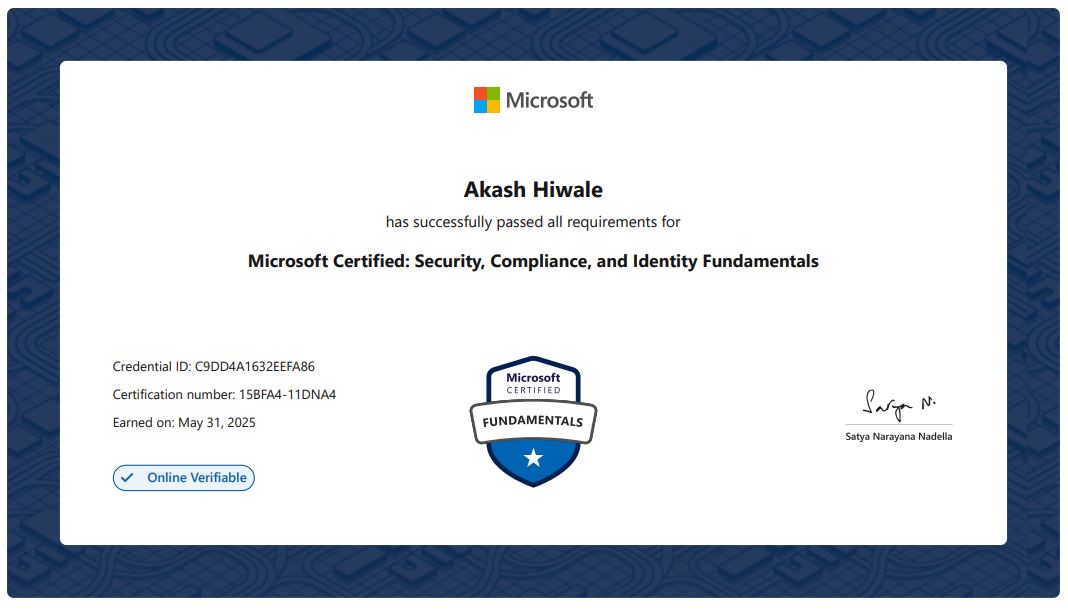 Microsoft
Akash Hiwale
has successfully passed all requirements for
Microsoft Certified: Security, Compliance, and Identity Fundamentals
Credential ID: C9DD4A1632EEFA86
Certification number: 15BFA4-11DNA4
Earned on: May 31, 2025
Online Verifiable
Microsoft
CERTIFIED
FUNDAMENTALS
Satya N.
Satya Narayana Nadella